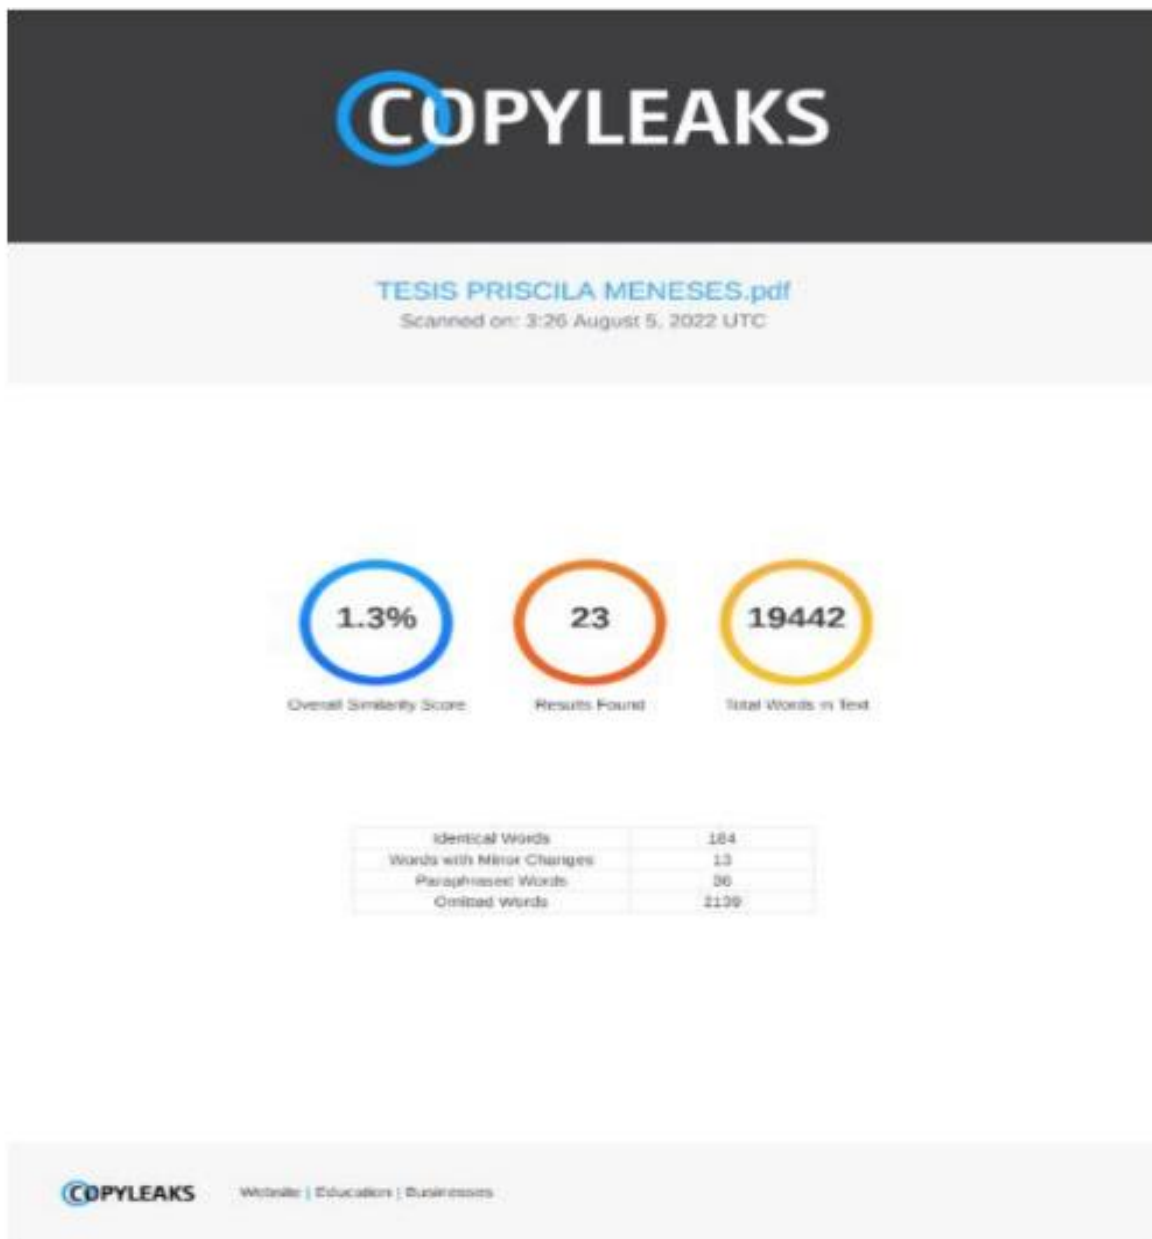 COPYLEAKS
TESIS PRISCILA MENESES.pdf
Scanned on: 3:26 August 5, 2022 UTC
1.3%
23
19442
Overall Similarity Score
Results Found
Total Words in Text
Identical Words 184
Words with Minor Changes 13
Paraphrased Words 36
Omitted Words 2139
COPYLEAKS Website | Education | Businesses